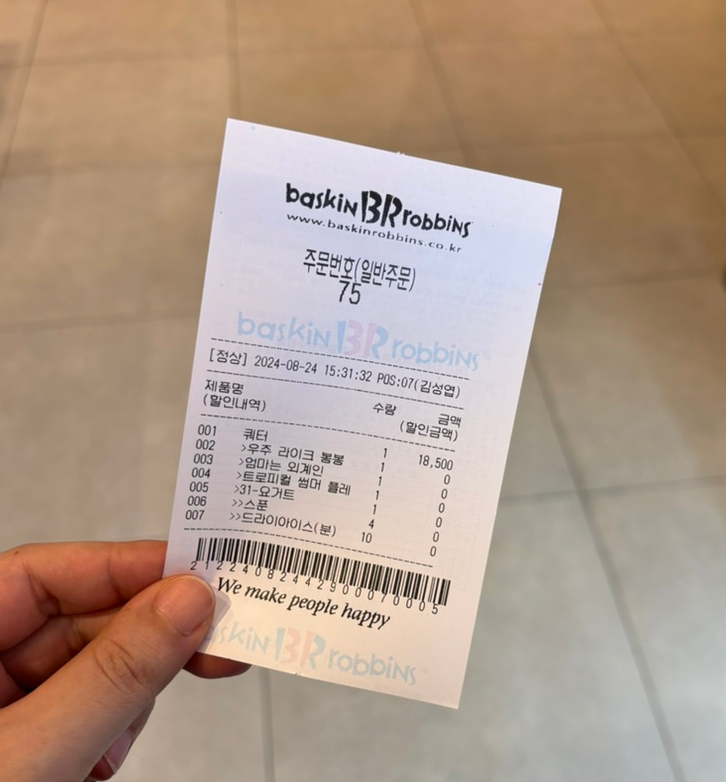 baskin BR robbins
www.baskinrobbins.co.kr
주문번호(일반주문)
75
baskin BR robbins
[정상] 2024-08-24 15:31:32 POS:07(김성엽)
제품명 수량 금액
(할인내역) (할인금액)
001 쿼터 1 18,500
002 >우주 라이크 봉봉 1 0
003 >엄마는 외계인 1 0
004 >트로피컬 썸머 플레 1 0
005 >31-요거트 1 0
006 >>스푼 4 0
007 >>드라이아이스(분) 10 0
212240824429000070005
We make people happy
baskin BR robbins